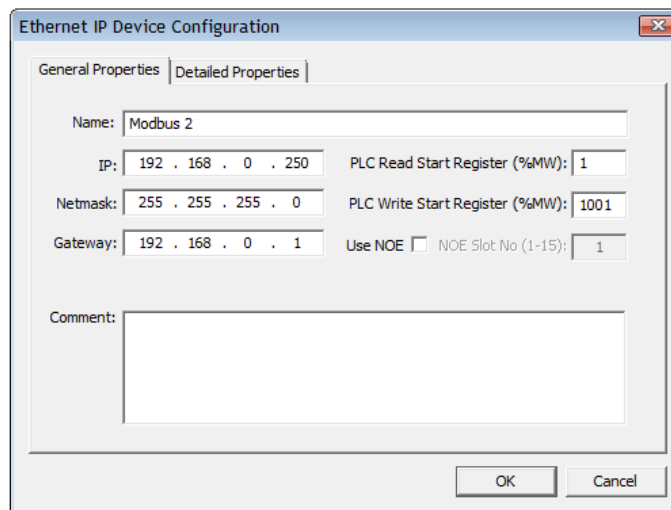 Ethernet IP Device Configuration
General Properties Detailed Properties
Name: Modbus 2
IP: 192 . 168 . 0 . 250 PLC Read Start Register (%MW): 1
Netmask: 255 . 255 . 255 . 0 PLC Write Start Register (%MW): 1001
Gateway: 192 . 168 . 0 . 1 Use NOE NOE Slot No (1-15): 1
Comment:
OK Cancel